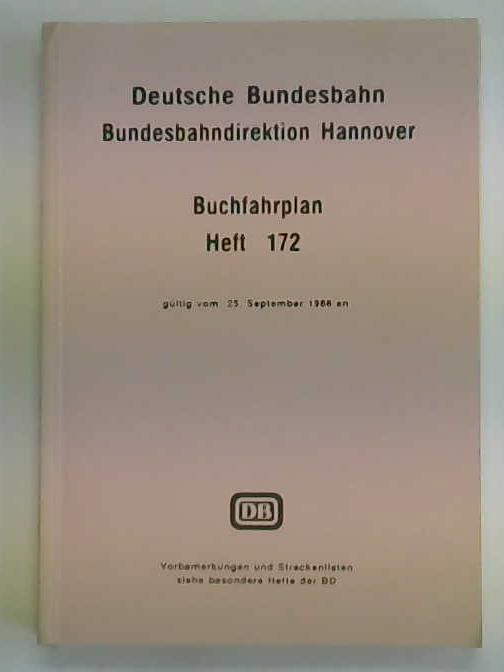 Deutsche Bundesbahn
Bundesbahndirektion Hannover
Buchfahrplan
Heft 172
gültig vom 25. September 1988 an
DB
Vorbemerkungen und Streckenlisten
siehe besondere Hefte der BD